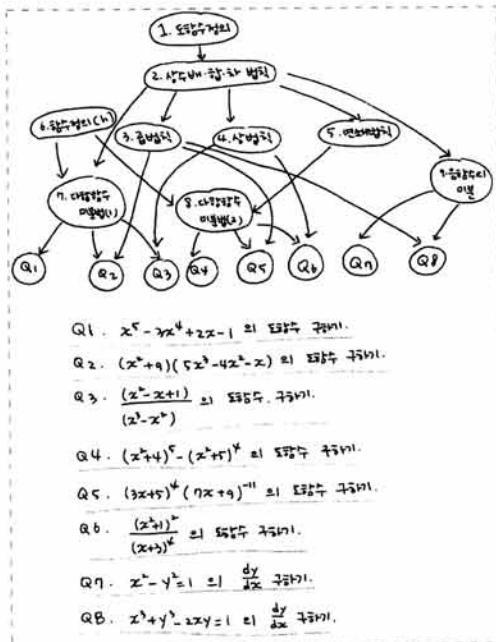 1. 도함수정의
2. 상수배·합·차 법칙
6. 함수정의(h
3. 곱법칙
4. 상법칙
5. 연쇄법칙
9. 음함수의
미분
7. 다항함수
미분법(1)
8. 다항함수
미분법(2)
Q1
Q2
Q3
Q4
Q5
Q6
Q7
Q8
Q1. x⁵-3x⁴+2x-1 의 도함수 구하기.
Q2. (x²+9)(5x³-4x²-x) 의 도함수 구하기.
Q3. (x²-x+1)/(x³-x²) 의 도함수 구하기.
Q4. (x²+4)⁵-(x²+5)⁴ 의 도함수 구하기.
Q5. (3x+5)⁴(7x+9)⁻¹¹ 의 도함수 구하기.
Q6. (x²+1)²/(x+3)⁴ 의 도함수 구하기.
Q7. x²-y²=1 의 dy/dx 구하기.
Q8. x³+y³-2xy=1 의 dy/dx 구하기.